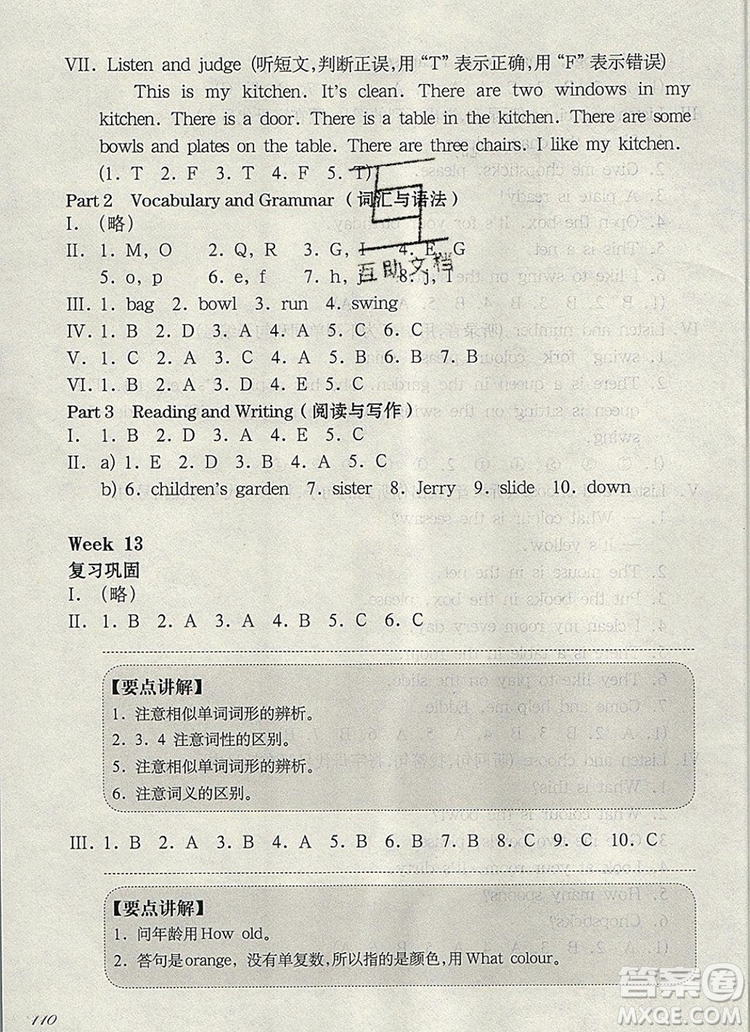 VII. Listen and judge (听短文,判断正误,用“T”表示正确,用“F”表示错误)
This is my kitchen. It's clean. There are two windows in my
kitchen. There is a door. There is a table in the kitchen. There are some
bowls and plates on the table. There are three chairs. I like my kitchen.
(1. T 2. F 3. F 4. F 5. T)
Part 2 Vocabulary and Grammar (词汇与语法)
I. (略)
II. 1. M, O 2. Q, R 3. G, I 4. E, G
5. o, p 6. e, f 7. h, j 8. j, l
III. 1. bag 2. bowl 3. run 4. swing
IV. 1. B 2. D 3. A 4. B 5. C 6. C
V. 1. B 2. C 3. C 4. A 5. B 6. B 7. B
VI. 1. B 2. D 3. A 4. E 5. C
Part 3 Reading and Writing (阅读与写作)
I. 1. B 2. D 3. A 4. E 5. C
II. a) 1. E 2. D 3. A 4. B 5. C
b) 6. children's garden 7. sister 8. Jerry 9. slide 10. down
Week 13
复习巩固
I. (略)
II. 1. B 2. A 3. A 4. B 5. C 6. C
【要点讲解】
1. 注意相似单词词形的辨析。
2. 3. 4 注意词性的区别。
5. 注意相似单词词形的辨析。
6. 注意词义的区别。
III. 1. B 2. C 3. A 4. A 5. B 6. B 7. B 8. C 9. C 10. C
【要点讲解】
1. 问年龄用How old。
2. 答句是orange, 没有单复数,所以指的是颜色,用What colour。
110
互助文档
答案圈
MXQE.COM